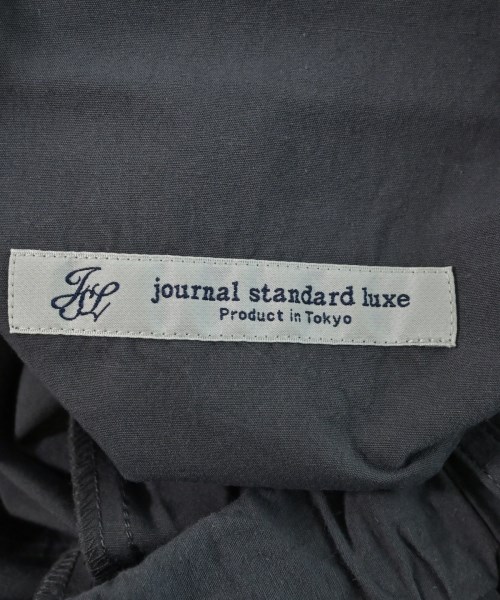 JSL
journal standard luxe
Product in Tokyo